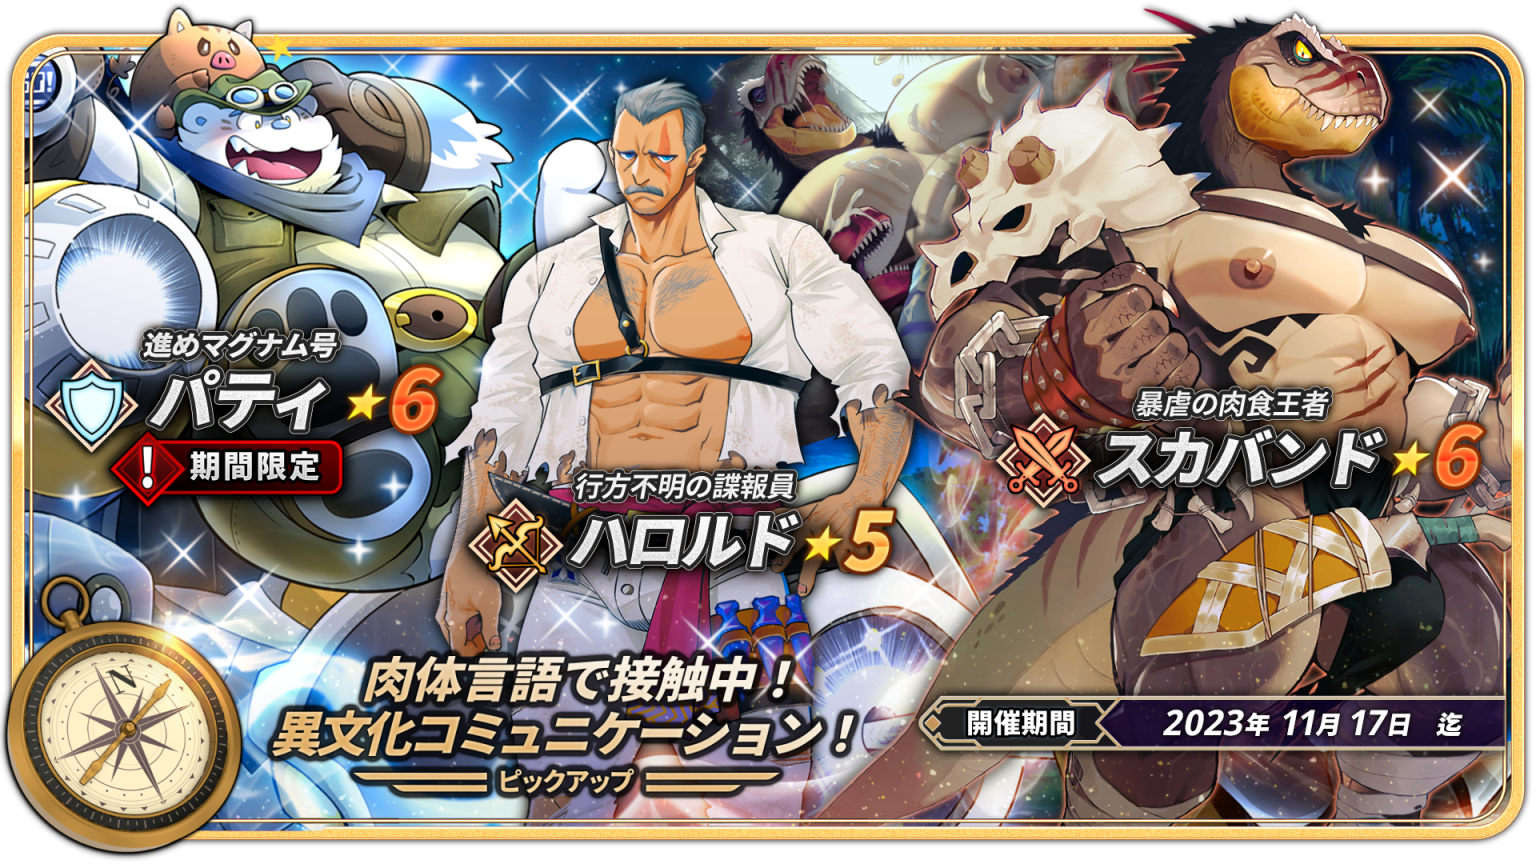 進めマグナム号
パティ ★6
! 期間限定
行方不明の諜報員
ハロルド ★5
暴虐の肉食王者
スカバンド ★6
肉体言語で接触中！
異文化コミュニケーション！
ピックアップ
開催期間 2023年 11月 17日 迄
N